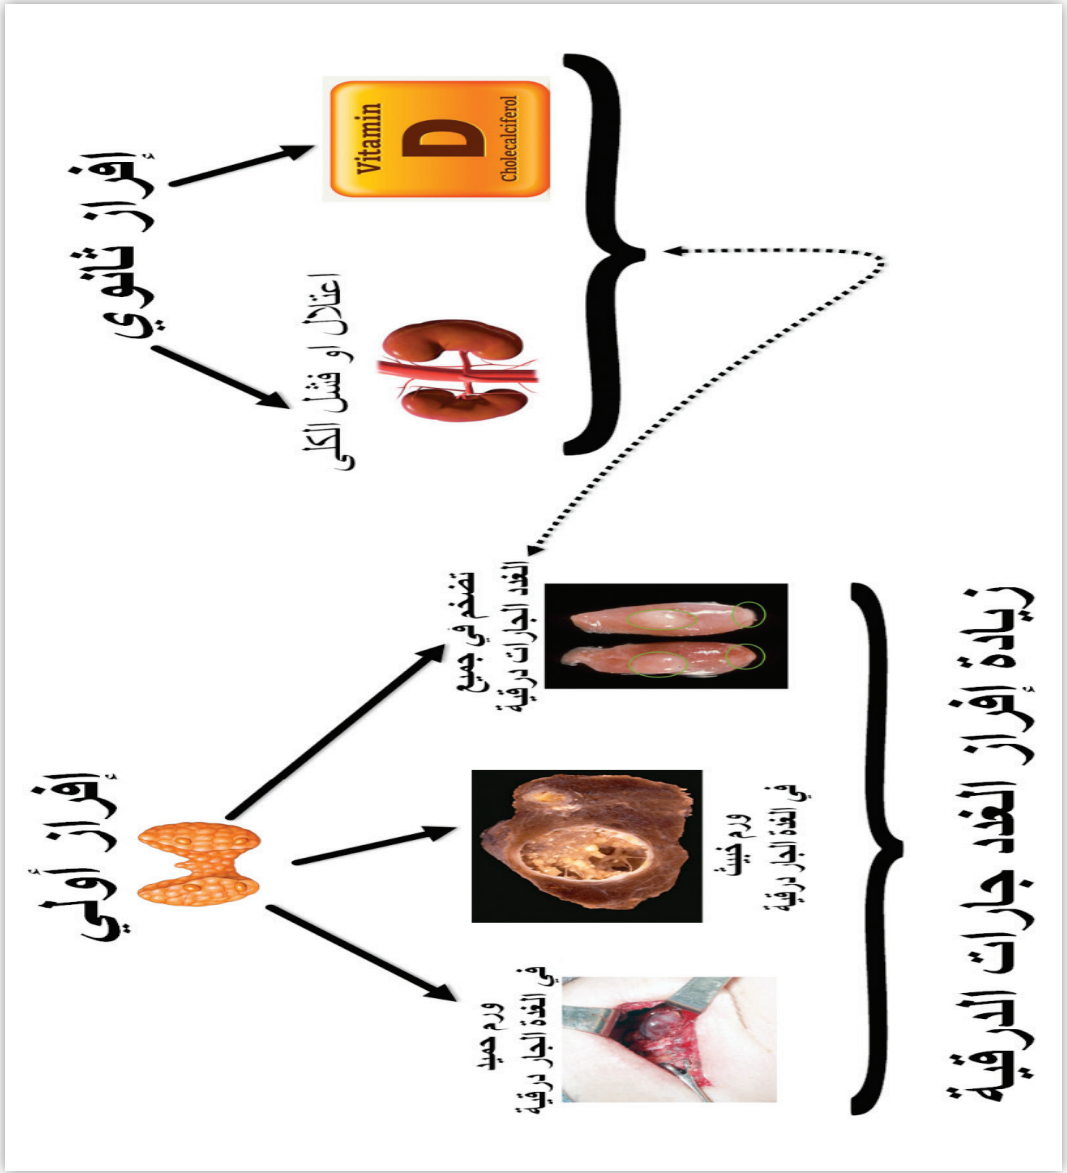 إفراز ثانوي
Vitamin
D
Cholecalciferol
اعتلال او فشل الكلى
إفراز أولي
تضخم في جميع
الغدد الجارات درقية
ورم خبيث
في الغدة الجار درقية
ورم حميد
في الغدة الجار درقية
زيادة إفراز الغدد جارات الدرقية